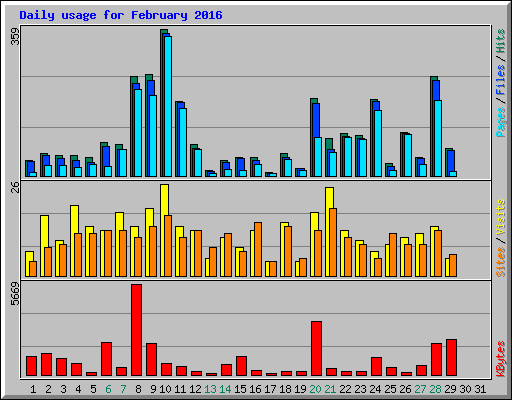 Daily usage for February 2016
359
26
5669
Pages / Files / Hits
Sites / Visits
KBytes
1 2 3 4 5 6 7 8 9 10 11 12 13 14 15 16 17 18 19 20 21 22 23 24 25 26 27 28 29 30 31